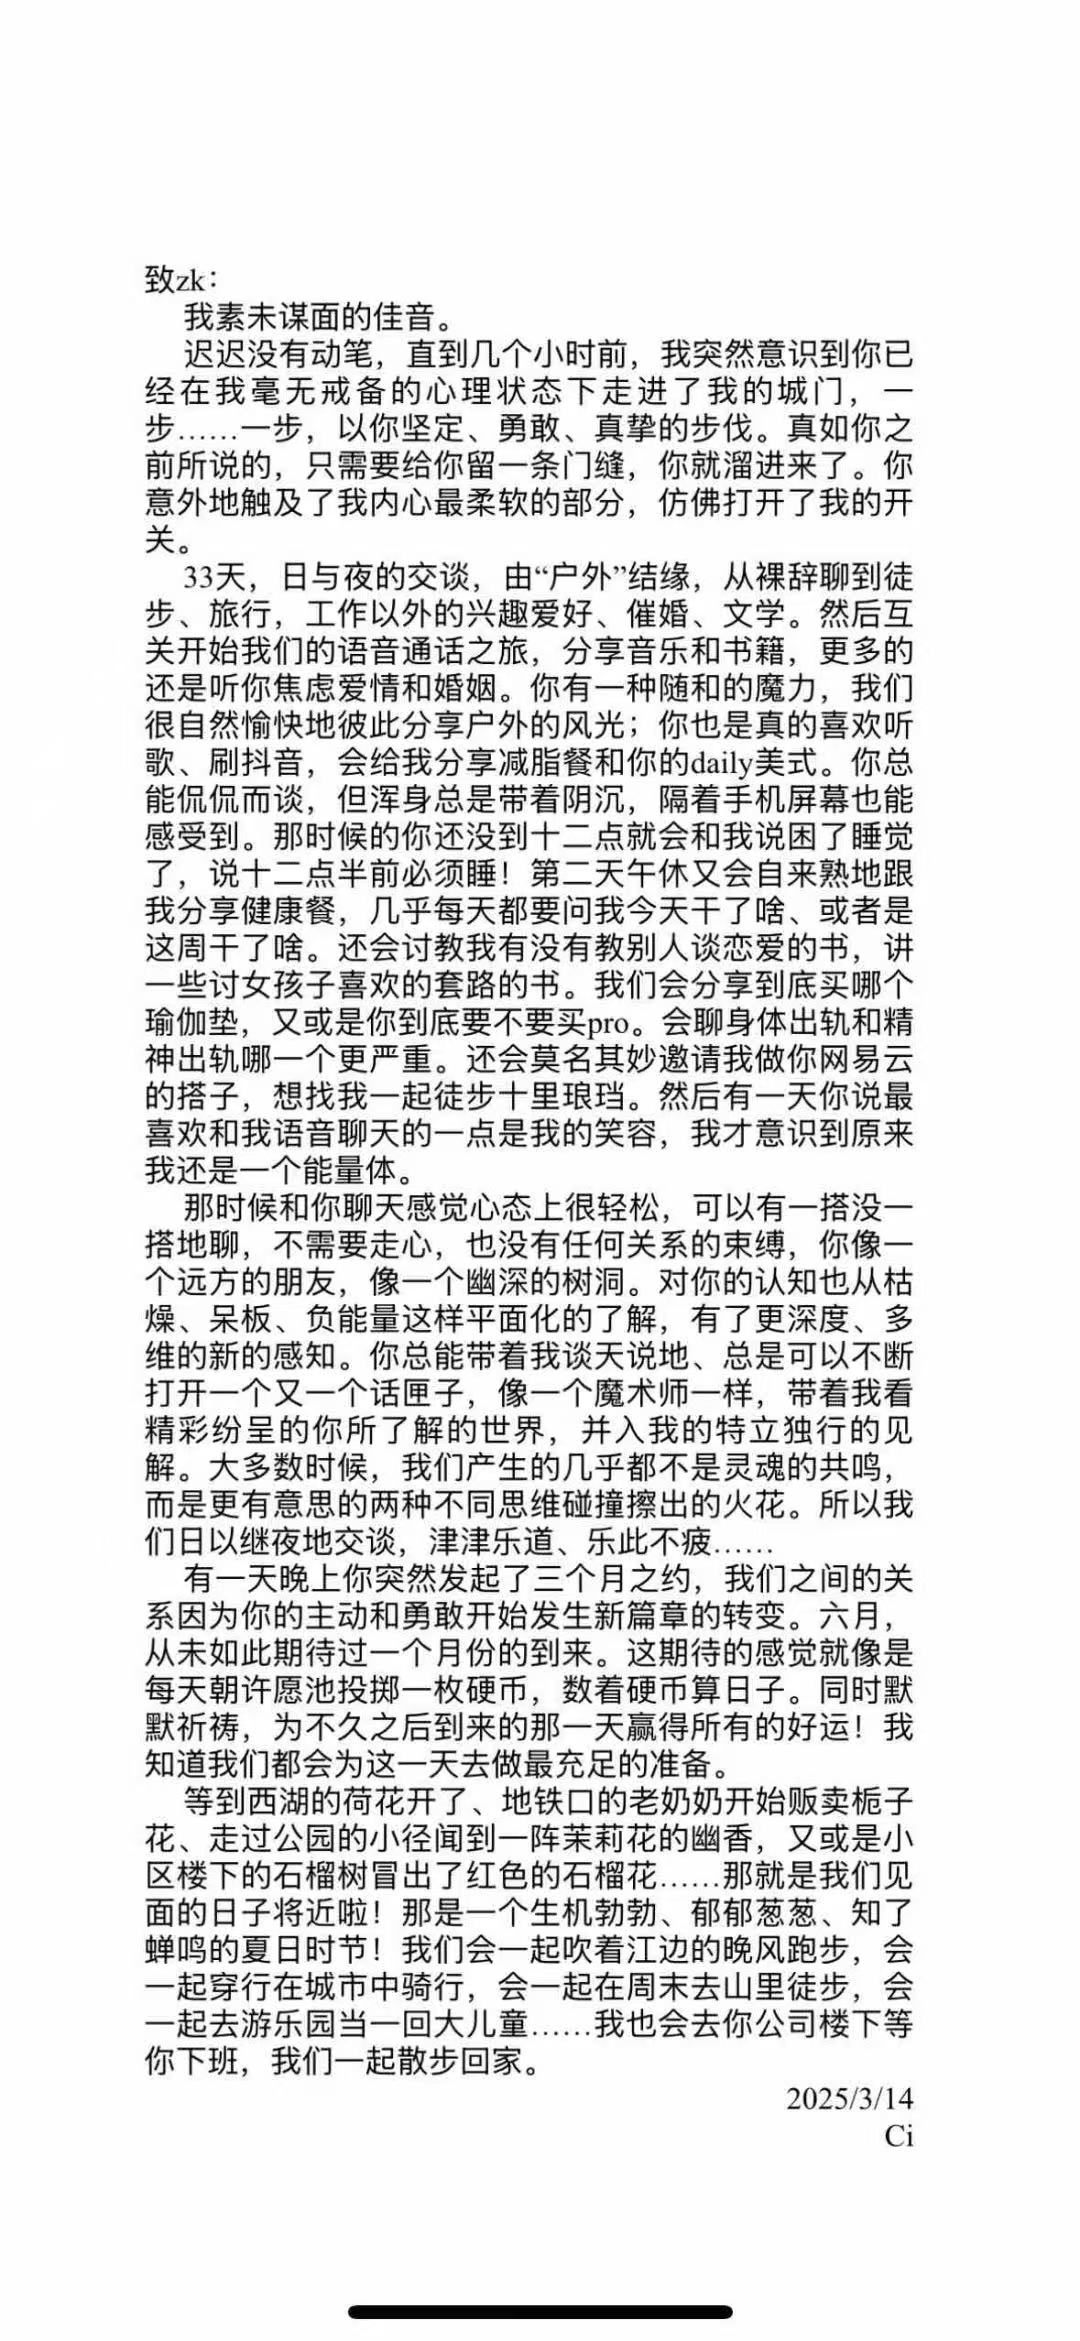 致zk：
我素未谋面的佳音。
迟迟没有动笔，直到几个小时前，我突然意识到你已
经在我毫无戒备的心理状态下走进了我的城门，一
步……一步，以你坚定、勇敢、真挚的步伐。真如你之
前所说的，只需要给你留一条门缝，你就溜进来了。你
意外地触及了我内心最柔软的部分，仿佛打开了我的开
关。
33天，日与夜的交谈，由“户外”结缘，从裸辞聊到徒
步、旅行，工作以外的兴趣爱好、催婚、文学。然后互
关开始我们的语音通话之旅，分享音乐和书籍，更多的
还是听你焦虑爱情和婚姻。你有一种随和的魔力，我们
很自然愉快地彼此分享户外的风光；你也是真的喜欢听
歌、刷抖音，会给我分享减脂餐和你的daily美式。你总
能侃侃而谈，但浑身总是带着阴沉，隔着手机屏幕也能
感受到。那时候的你还没到十二点就会和我说困了睡觉
了，说十二点半前必须睡！第二天午休又会自来熟地跟
我分享健康餐，几乎每天都要问我今天干了啥、或者是
这周干了啥。还会讨教我有没有教别人谈恋爱的书，讲
一些讨女孩子喜欢的套路的书。我们会分享到底买哪个
瑜伽垫，又或是你到底要不要买pro。会聊身体出轨和精
神出轨哪一个更严重。还会莫名其妙邀请我做你网易云
的搭子，想找我一起徒步十里琅珰。然后有一天你说最
喜欢和我语音聊天的一点是我的笑容，我才意识到原来
我还是一个能量体。
那时候和你聊天感觉心态上很轻松，可以有一搭没一
搭地聊，不需要走心，也没有任何关系的束缚，你像一
个远方的朋友，像一个幽深的树洞。对你的认知也从枯
燥、呆板、负能量这样平面化的了解，有了更深度、多
维的新的感知。你总能带着我谈天说地、总是可以不断
打开一个又一个话匣子，像一个魔术师一样，带着我看
精彩纷呈的你所了解的世界，并入我的特立独行的见
解。大多数时候，我们产生的几乎都不是灵魂的共鸣，
而是更有意思的两种不同思维碰撞擦出的火花。所以我
们日以继夜地交谈，津津乐道、乐此不疲……
有一天晚上你突然发起了三个月之约，我们之间的关
系因为你的主动和勇敢开始发生新篇章的转变。六月，
从未如此期待过一个月份的到来。这期待的感觉就像是
每天朝许愿池投掷一枚硬币，数着硬币算日子。同时默
默祈祷，为不久之后到来的那一天赢得所有的好运！我
知道我们都会为这一天去做最充足的准备。
等到西湖的荷花开了、地铁口的老奶奶开始贩卖栀子
花、走过公园的小径闻到一阵茉莉花的幽香，又或是小
区楼下的石榴树冒出了红色的石榴花……那就是我们见
面的日子将近啦！那是一个生机勃勃、郁郁葱葱、知了
蝉鸣的夏日时节！我们会一起吹着江边的晚风跑步，会
一起穿行在城市中骑行，会一起在周末去山里徒步，会
一起去游乐园当一回大儿童……我也会去你公司楼下等
你下班，我们一起散步回家。
2025/3/14
Ci